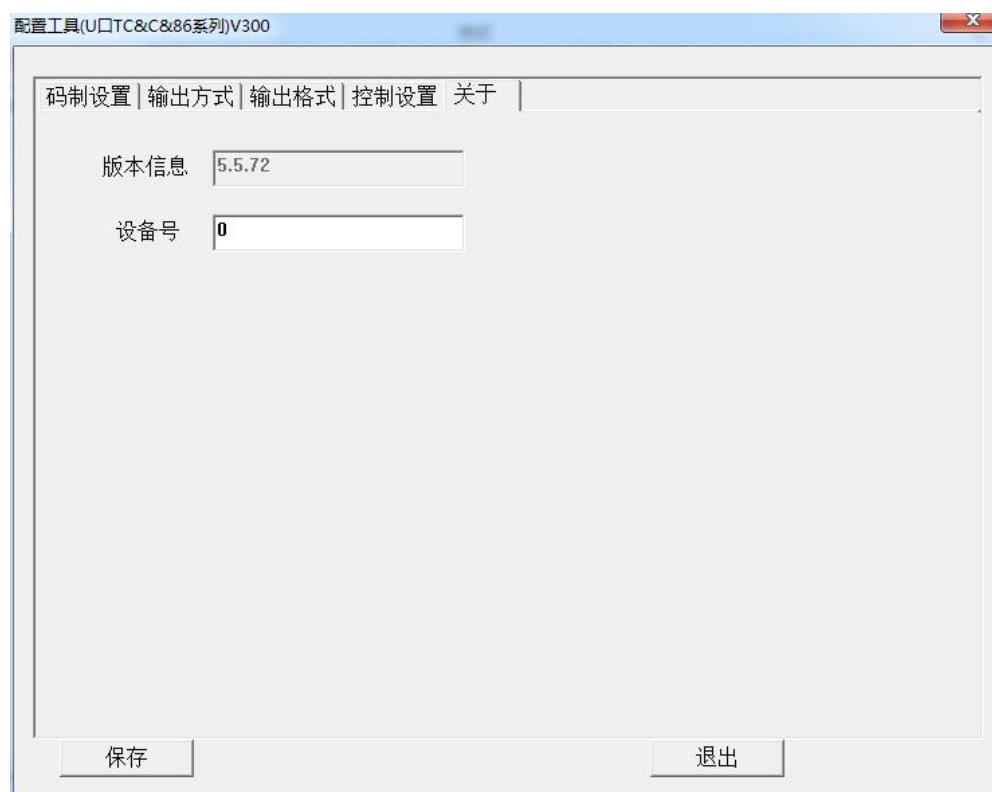 配置工具(U口TC&C&86系列)V300
码制设置 输出方式 输出格式 控制设置 关于
版本信息 5.5.72
设备号 0
保存 退出